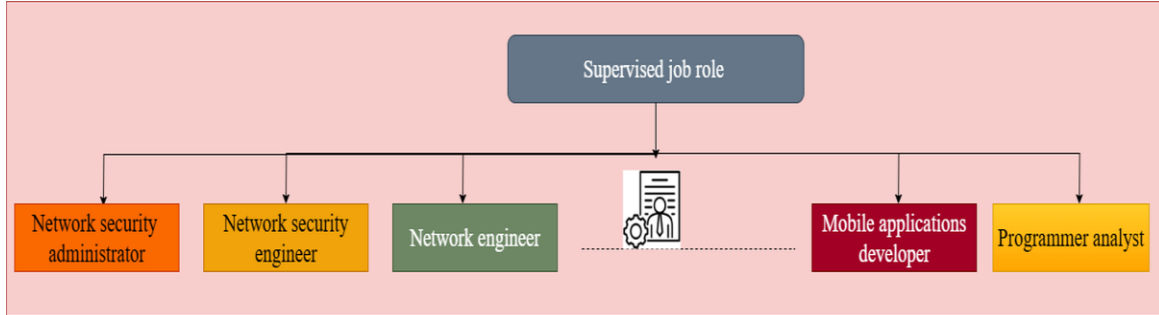 Supervised job role
Network security
administrator
Network security
engineer
Network engineer
Mobile applications
developer
Programmer analyst